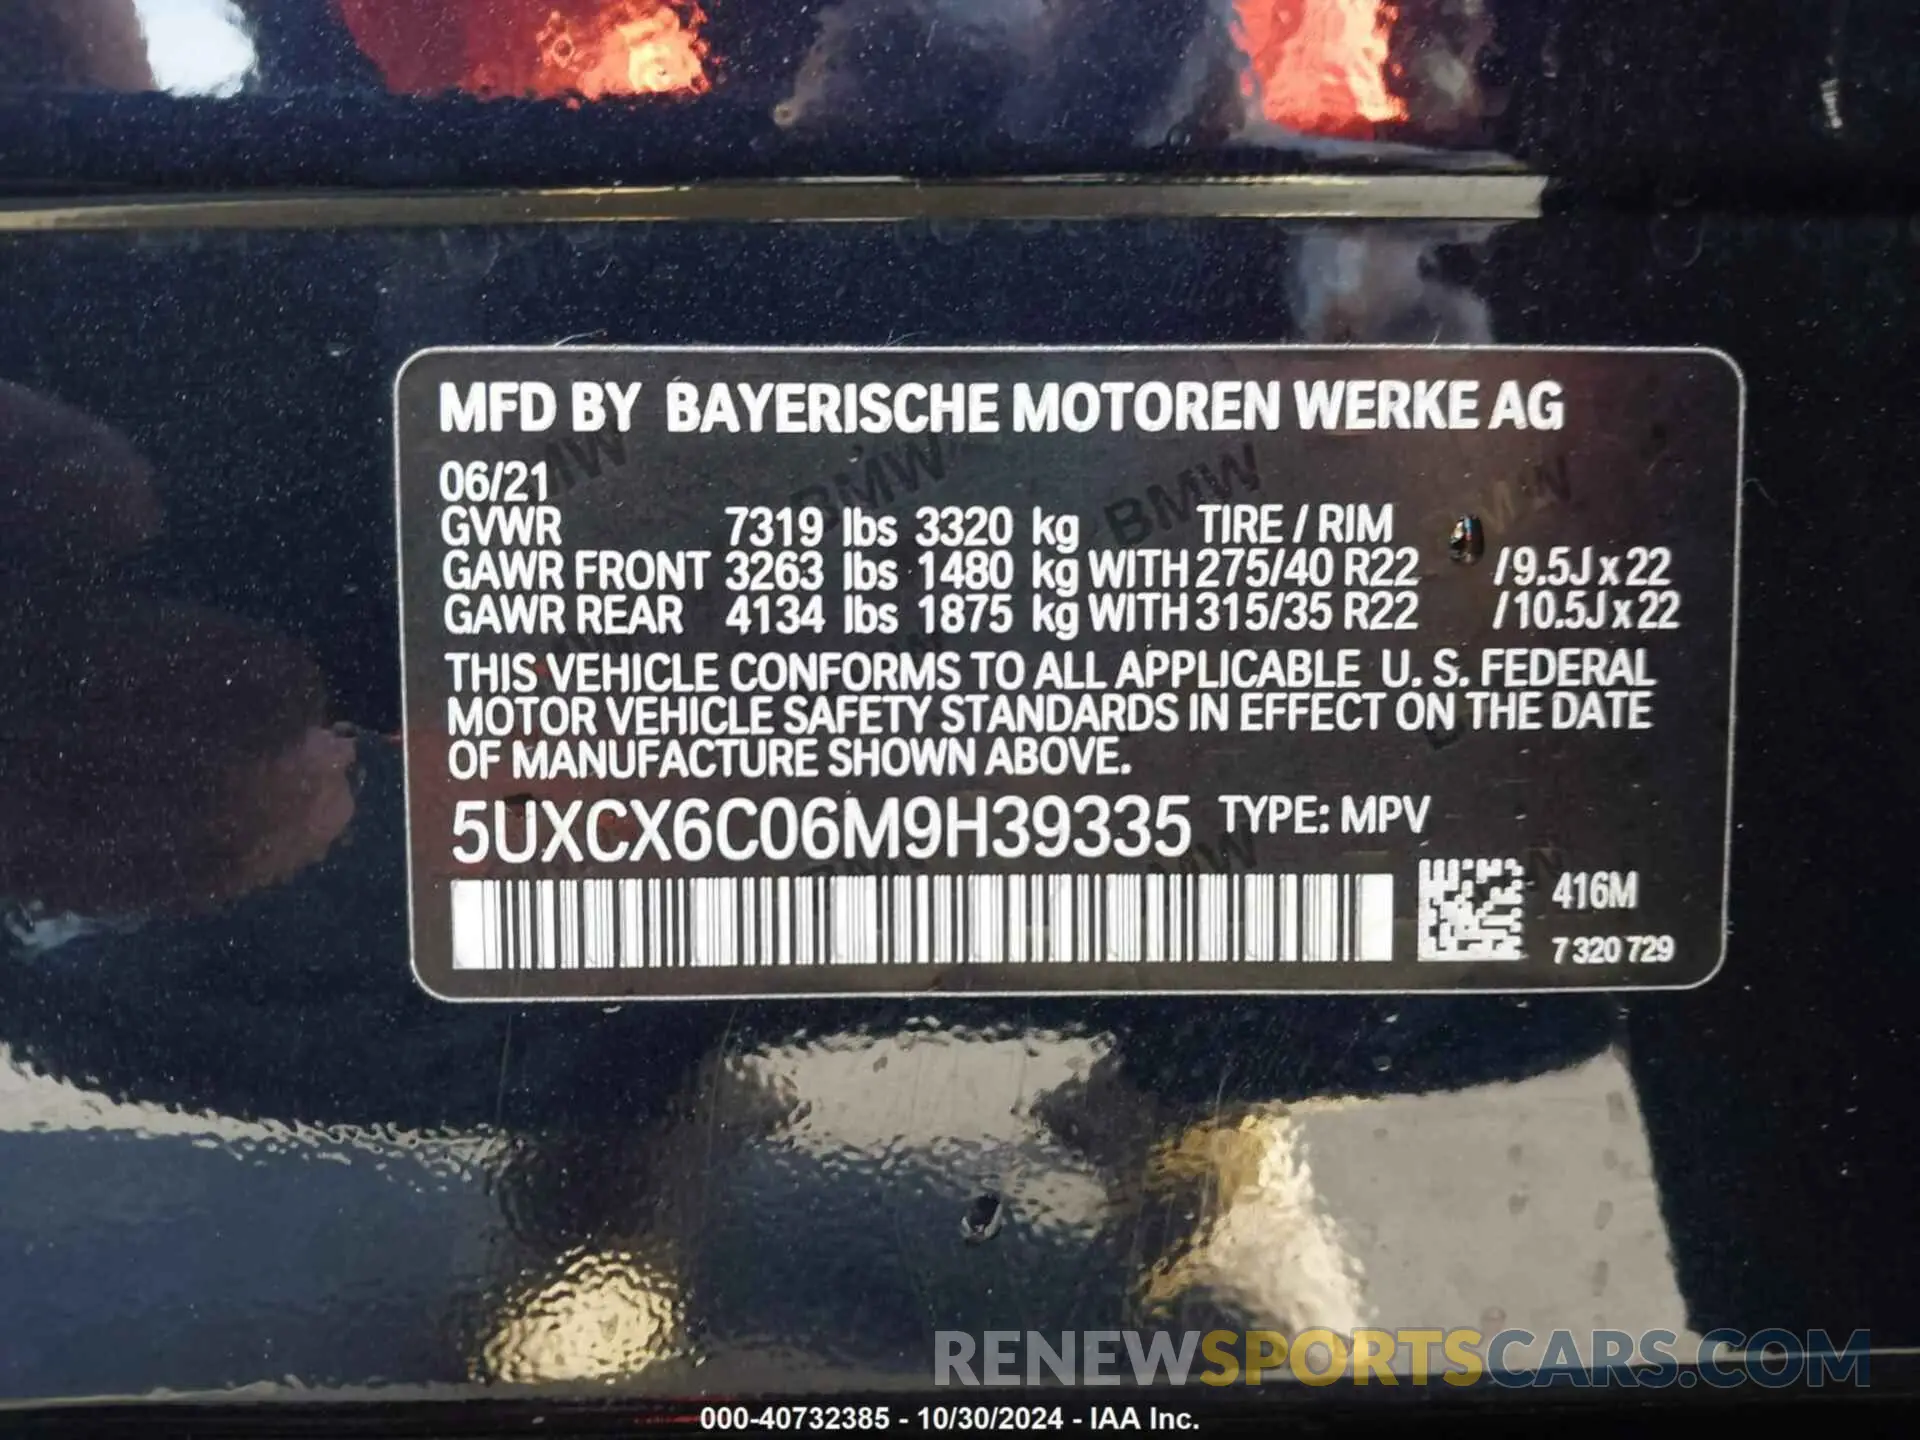 MFD BY BAYERISCHE MOTOREN WERKE AG
06/21
GVWR 7319 lbs 3320 kg TIRE / RIM
GAWR FRONT 3263 lbs 1480 kg WITH 275/40 R22 /9.5J x 22
GAWR REAR 4134 lbs 1875 kg WITH 315/35 R22 /10.5J x 22
THIS VEHICLE CONFORMS TO ALL APPLICABLE U. S. FEDERAL
MOTOR VEHICLE SAFETY STANDARDS IN EFFECT ON THE DATE
OF MANUFACTURE SHOWN ABOVE.
5UXCX6C06M9H39335 TYPE: MPV
416M
7 320 729
RENEWSPORTSCARS.COM
000-40732385 - 10/30/2024 - IAA Inc.